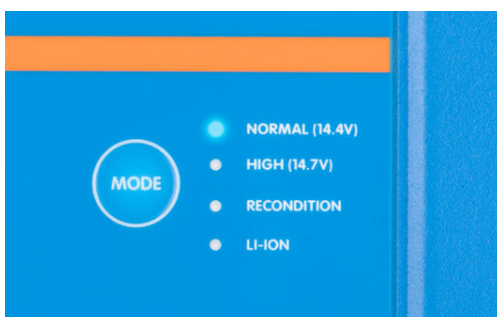 NORMAL (14.4V)
HIGH (14.7V)
MODE
RECONDITION
LI-ION